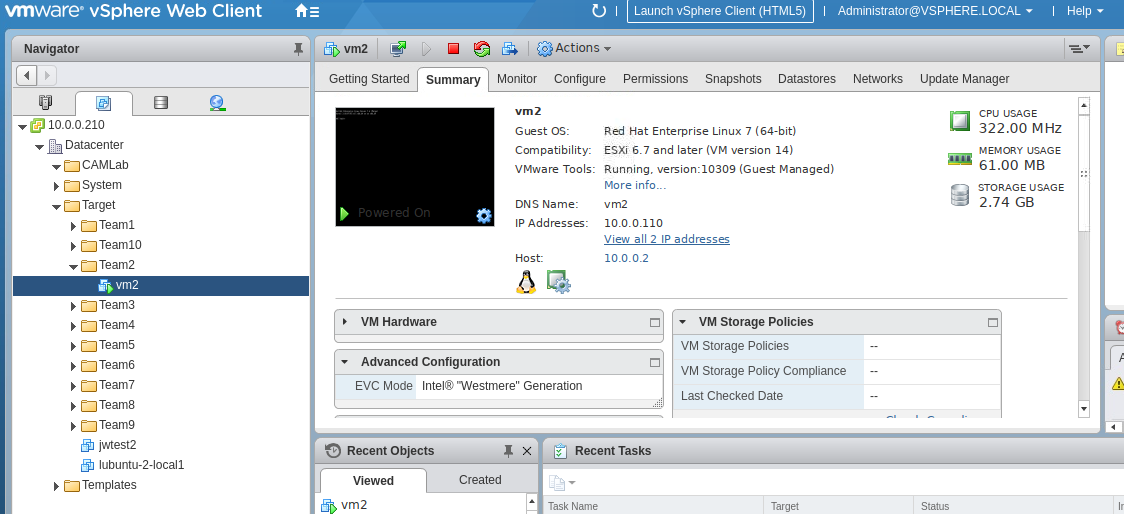 vmware® vSphere Web Client
Launch vSphere Client (HTML5)
Administrator@VSPHERE.LOCAL
Help
Navigator
10.0.0.210
Datacenter
CAMLab
System
Target
Team1
Team10
Team2
vm2
Team3
Team4
Team5
Team6
Team7
Team8
Team9
jwtest2
lubuntu-2-local1
Templates
vm2
Actions
Getting Started
Summary
Monitor
Configure
Permissions
Snapshots
Datastores
Networks
Update Manager
Powered On
vm2
Guest OS: Red Hat Enterprise Linux 7 (64-bit)
Compatibility: ESXi 6.7 and later (VM version 14)
VMware Tools: Running, version:10309 (Guest Managed)
More info...
DNS Name: vm2
IP Addresses: 10.0.0.110
View all 2 IP addresses
Host: 10.0.0.2
CPU USAGE
322.00 MHz
MEMORY USAGE
61.00 MB
STORAGE USAGE
2.74 GB
VM Hardware
Advanced Configuration
EVC Mode Intel® "Westmere" Generation
VM Storage Policies
VM Storage Policies --
VM Storage Policy Compliance --
Last Checked Date --
Recent Objects
Viewed
Created
vm2
Recent Tasks
Task Name
Target
Status